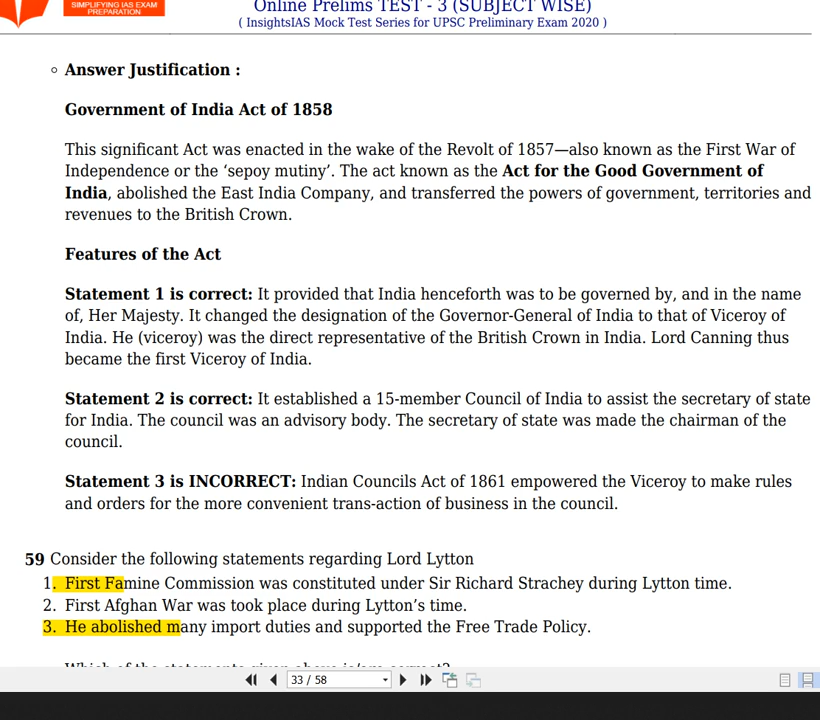 SIMPLIFYING IAS EXAM
PREPARATION
Online Prelims TEST - 3 (SUBJECT WISE)
( InsightsIAS Mock Test Series for UPSC Preliminary Exam 2020 )
Answer Justification :
Government of India Act of 1858
This significant Act was enacted in the wake of the Revolt of 1857—also known as the First War of
Independence or the ‘sepoy mutiny’. The act known as the Act for the Good Government of
India, abolished the East India Company, and transferred the powers of government, territories and
revenues to the British Crown.
Features of the Act
Statement 1 is correct: It provided that India henceforth was to be governed by, and in the name
of, Her Majesty. It changed the designation of the Governor-General of India to that of Viceroy of
India. He (viceroy) was the direct representative of the British Crown in India. Lord Canning thus
became the first Viceroy of India.
Statement 2 is correct: It established a 15-member Council of India to assist the secretary of state
for India. The council was an advisory body. The secretary of state was made the chairman of the
council.
Statement 3 is INCORRECT: Indian Councils Act of 1861 empowered the Viceroy to make rules
and orders for the more convenient trans-action of business in the council.
59 Consider the following statements regarding Lord Lytton
1. First Famine Commission was constituted under Sir Richard Strachey during Lytton time.
2. First Afghan War was took place during Lytton’s time.
3. He abolished many import duties and supported the Free Trade Policy.
Which of the statements given above is/are correct?
33 / 58